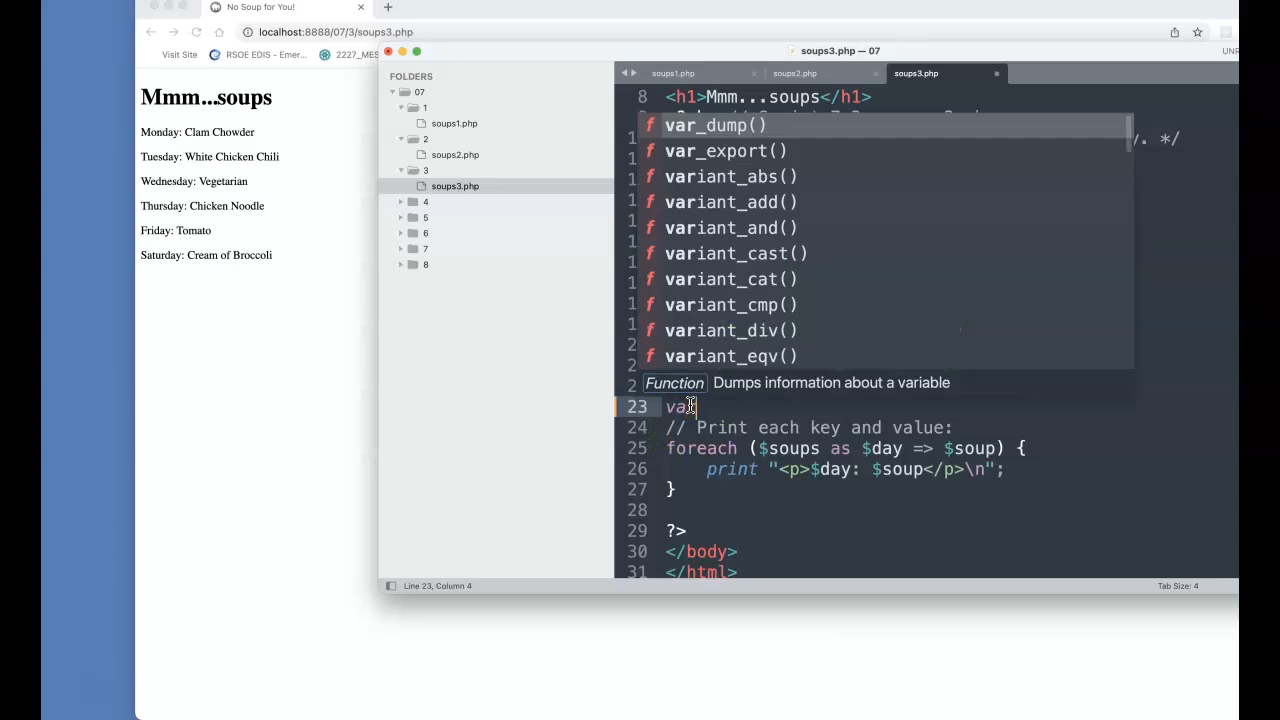 No Soup for You!
localhost:8888/07/3/soups3.php
Visit Site
RSOE EDIS - Emer...
2227_MES
Mmm...soups
Monday: Clam Chowder
Tuesday: White Chicken Chili
Wednesday: Vegetarian
Thursday: Chicken Noodle
Friday: Tomato
Saturday: Cream of Broccoli
soups3.php — 07
UNR
FOLDERS
07
1
soups1.php
2
soups2.php
3
soups3.php
4
5
6
7
8
soups1.php
soups2.php
soups3.php
8 <h1>Mmm...soups</h1>
y. */
f var_dump()
f var_export()
f variant_abs()
f variant_add()
f variant_and()
f variant_cast()
f variant_cat()
f variant_cmp()
f variant_div()
f variant_eqv()
Function Dumps information about a variable
23 var
24 // Print each key and value:
25 foreach ($soups as $day => $soup) {
26 print "<p>$day: $soup</p>\n";
27 }
28
29 ?>
30 </body>
31 </html>
Line 23, Column 4
Tab Size: 4